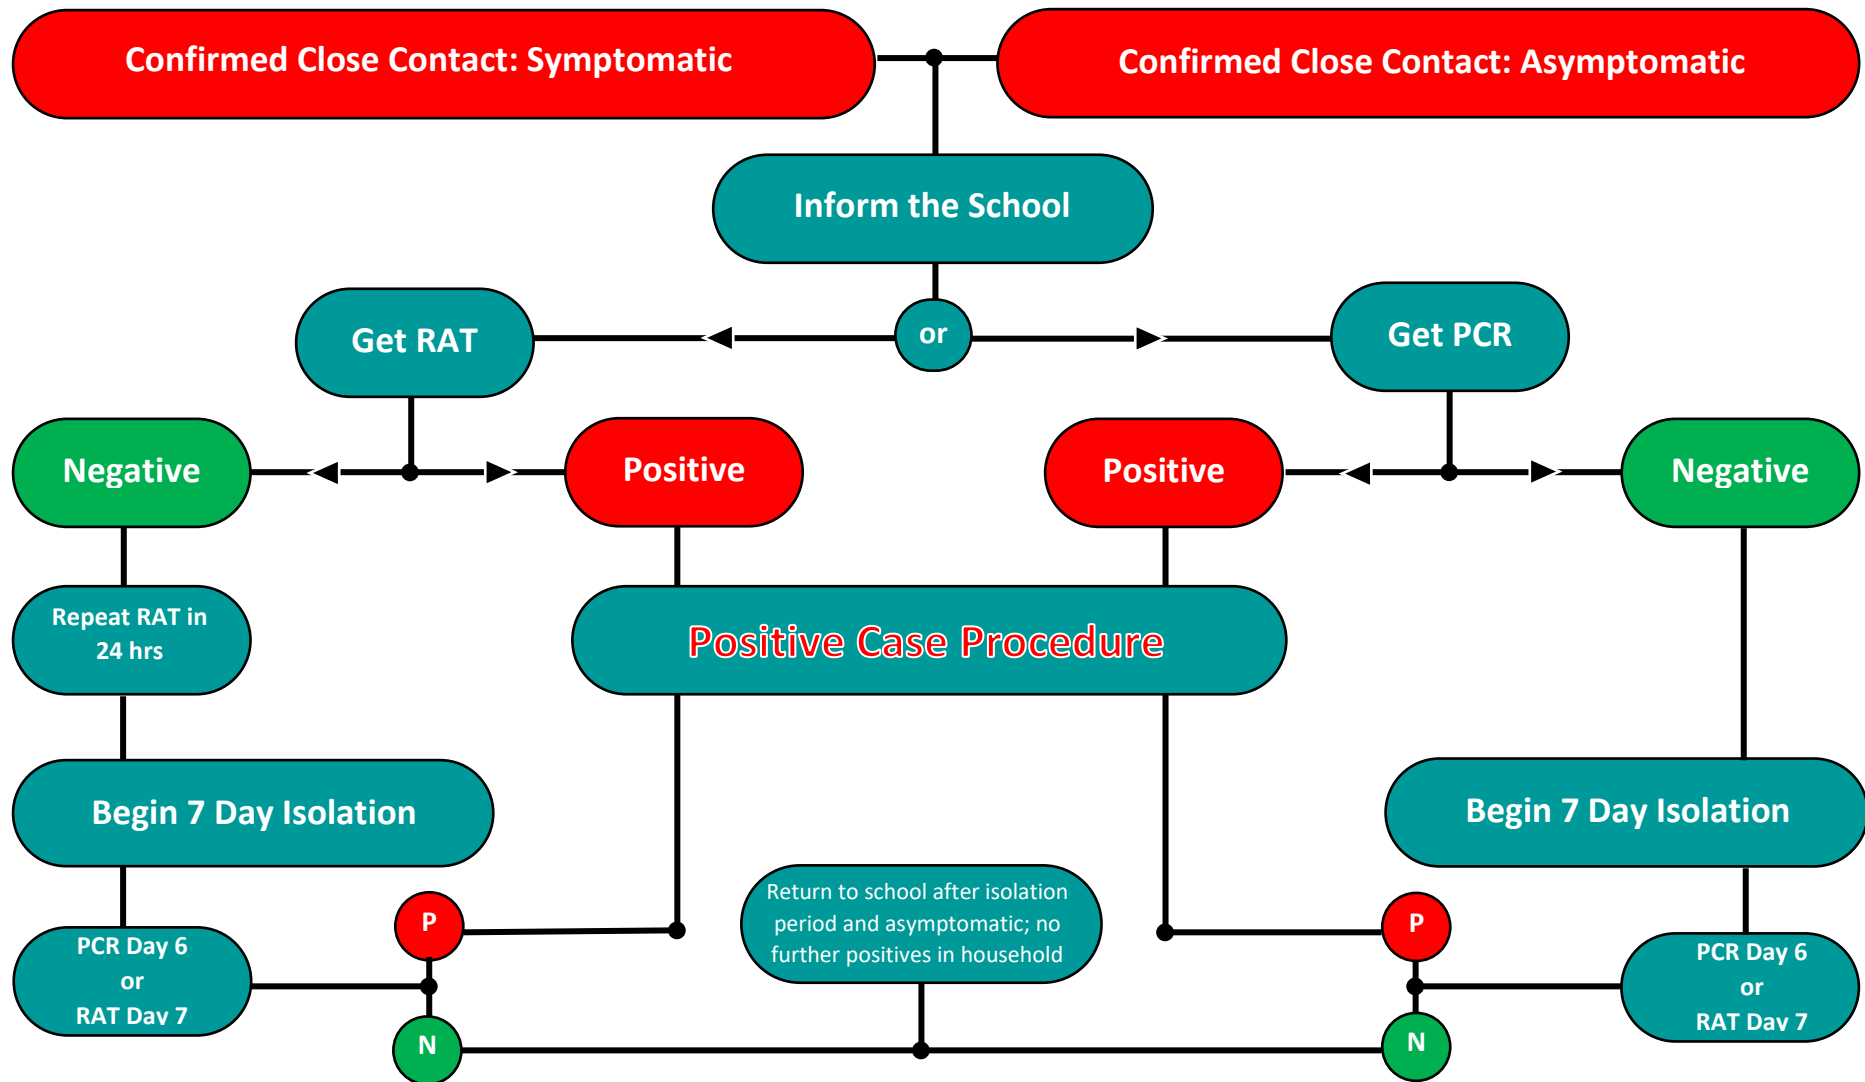 Confirmed Close Contact: Symptomatic
Confirmed Close Contact: Asymptomatic
Inform the School
Get RAT
or
Get PCR
Negative
Positive
Positive
Negative
Repeat RAT in
24 hrs
Positive Case Procedure
Begin 7 Day Isolation
Begin 7 Day Isolation
Return to school after isolation
period and asymptomatic; no
further positives in household
P
P
PCR Day 6
or
RAT Day 7
PCR Day 6
or
RAT Day 7
N
N